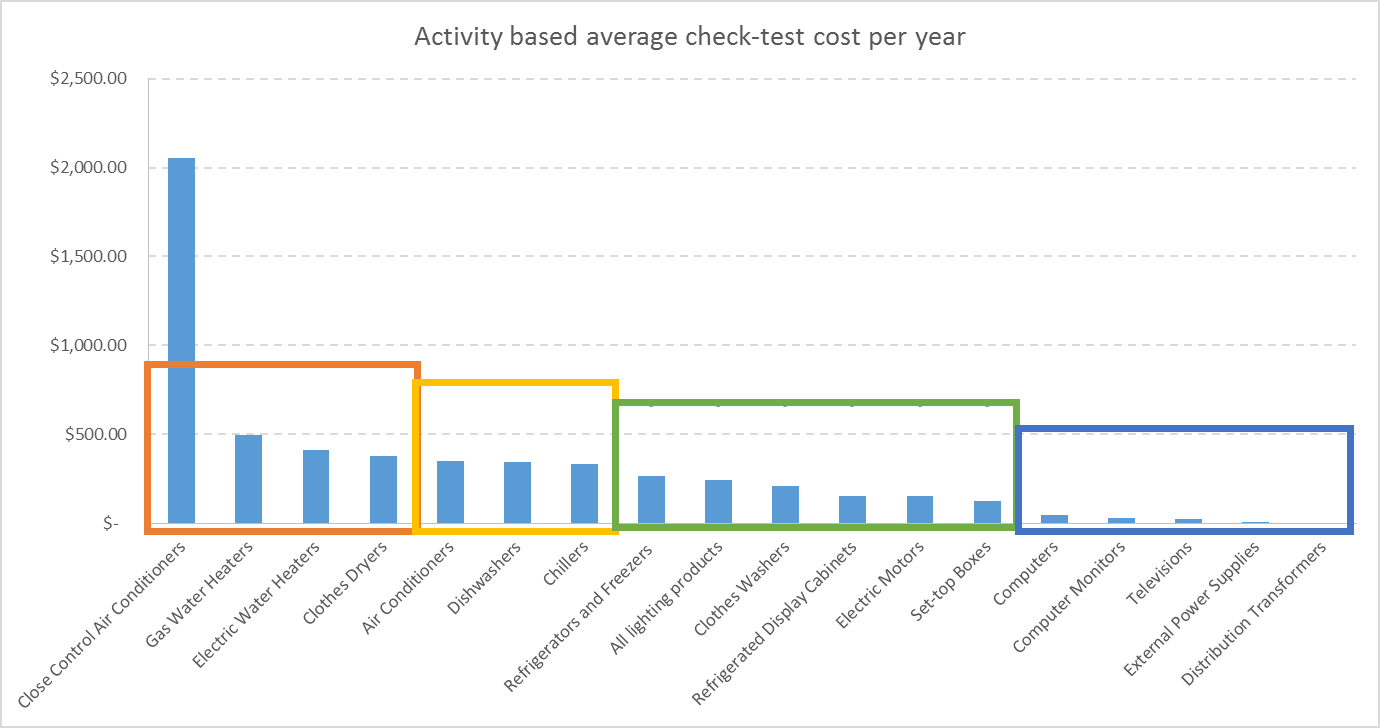 Activity based average check-test cost per year
$2,500.00
$2,000.00
$1,500.00
$1,000.00
$500.00
$-
Close Control Air Conditioners
Gas Water Heaters
Electric Water Heaters
Clothes Dryers
Air Conditioners
Dishwashers
Chillers
Refrigerators and Freezers
All lighting products
Clothes Washers
Refrigerated Display Cabinets
Electric Motors
Set-top Boxes
Computers
Computer Monitors
Televisions
External Power Supplies
Distribution Transformers